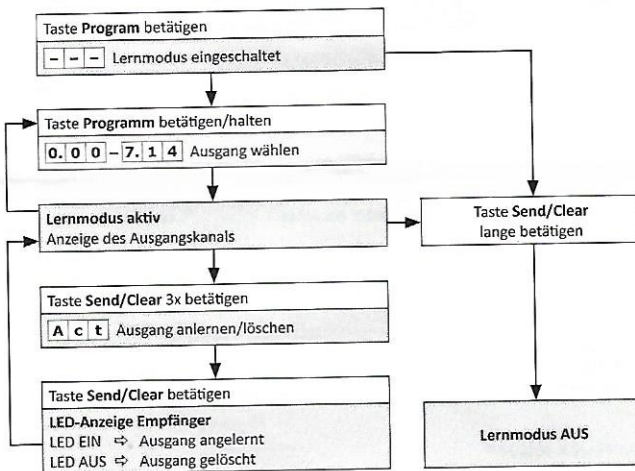 Taste Program betätigen
- - - Lernmodus eingeschaltet
Taste Programm betätigen/halten
0. 0 0 – 7. 1 4 Ausgang wählen
Lernmodus aktiv
Anzeige des Ausgangskanals
Taste Send/Clear
lange betätigen
Taste Send/Clear 3x betätigen
A c t Ausgang anlernen/löschen
Taste Send/Clear betätigen
LED-Anzeige Empfänger
LED EIN ⇨ Ausgang angelernt
LED AUS ⇨ Ausgang gelöscht
Lernmodus AUS